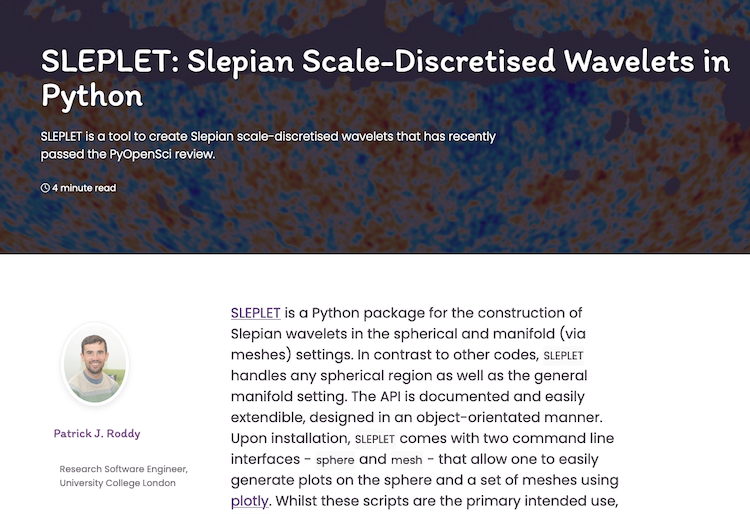 SLEPLET: Slepian Scale-Discretised Wavelets in
Python
SLEPLET is a tool to create Slepian scale-discretised wavelets that has recently
passed the PyOpenSci review.
4 minute read
SLEPLET is a Python package for the construction of
Slepian wavelets in the spherical and manifold (via
meshes) settings. In contrast to other codes, SLEPLET
handles any spherical region as well as the general
manifold setting. The API is documented and easily
extendible, designed in an object-orientated manner.
Upon installation, SLEPLET comes with two command line
interfaces - sphere and mesh - that allow one to easily
generate plots on the sphere and a set of meshes using
plotly. Whilst these scripts are the primary intended use,
Patrick J. Roddy
Research Software Engineer,
University College London